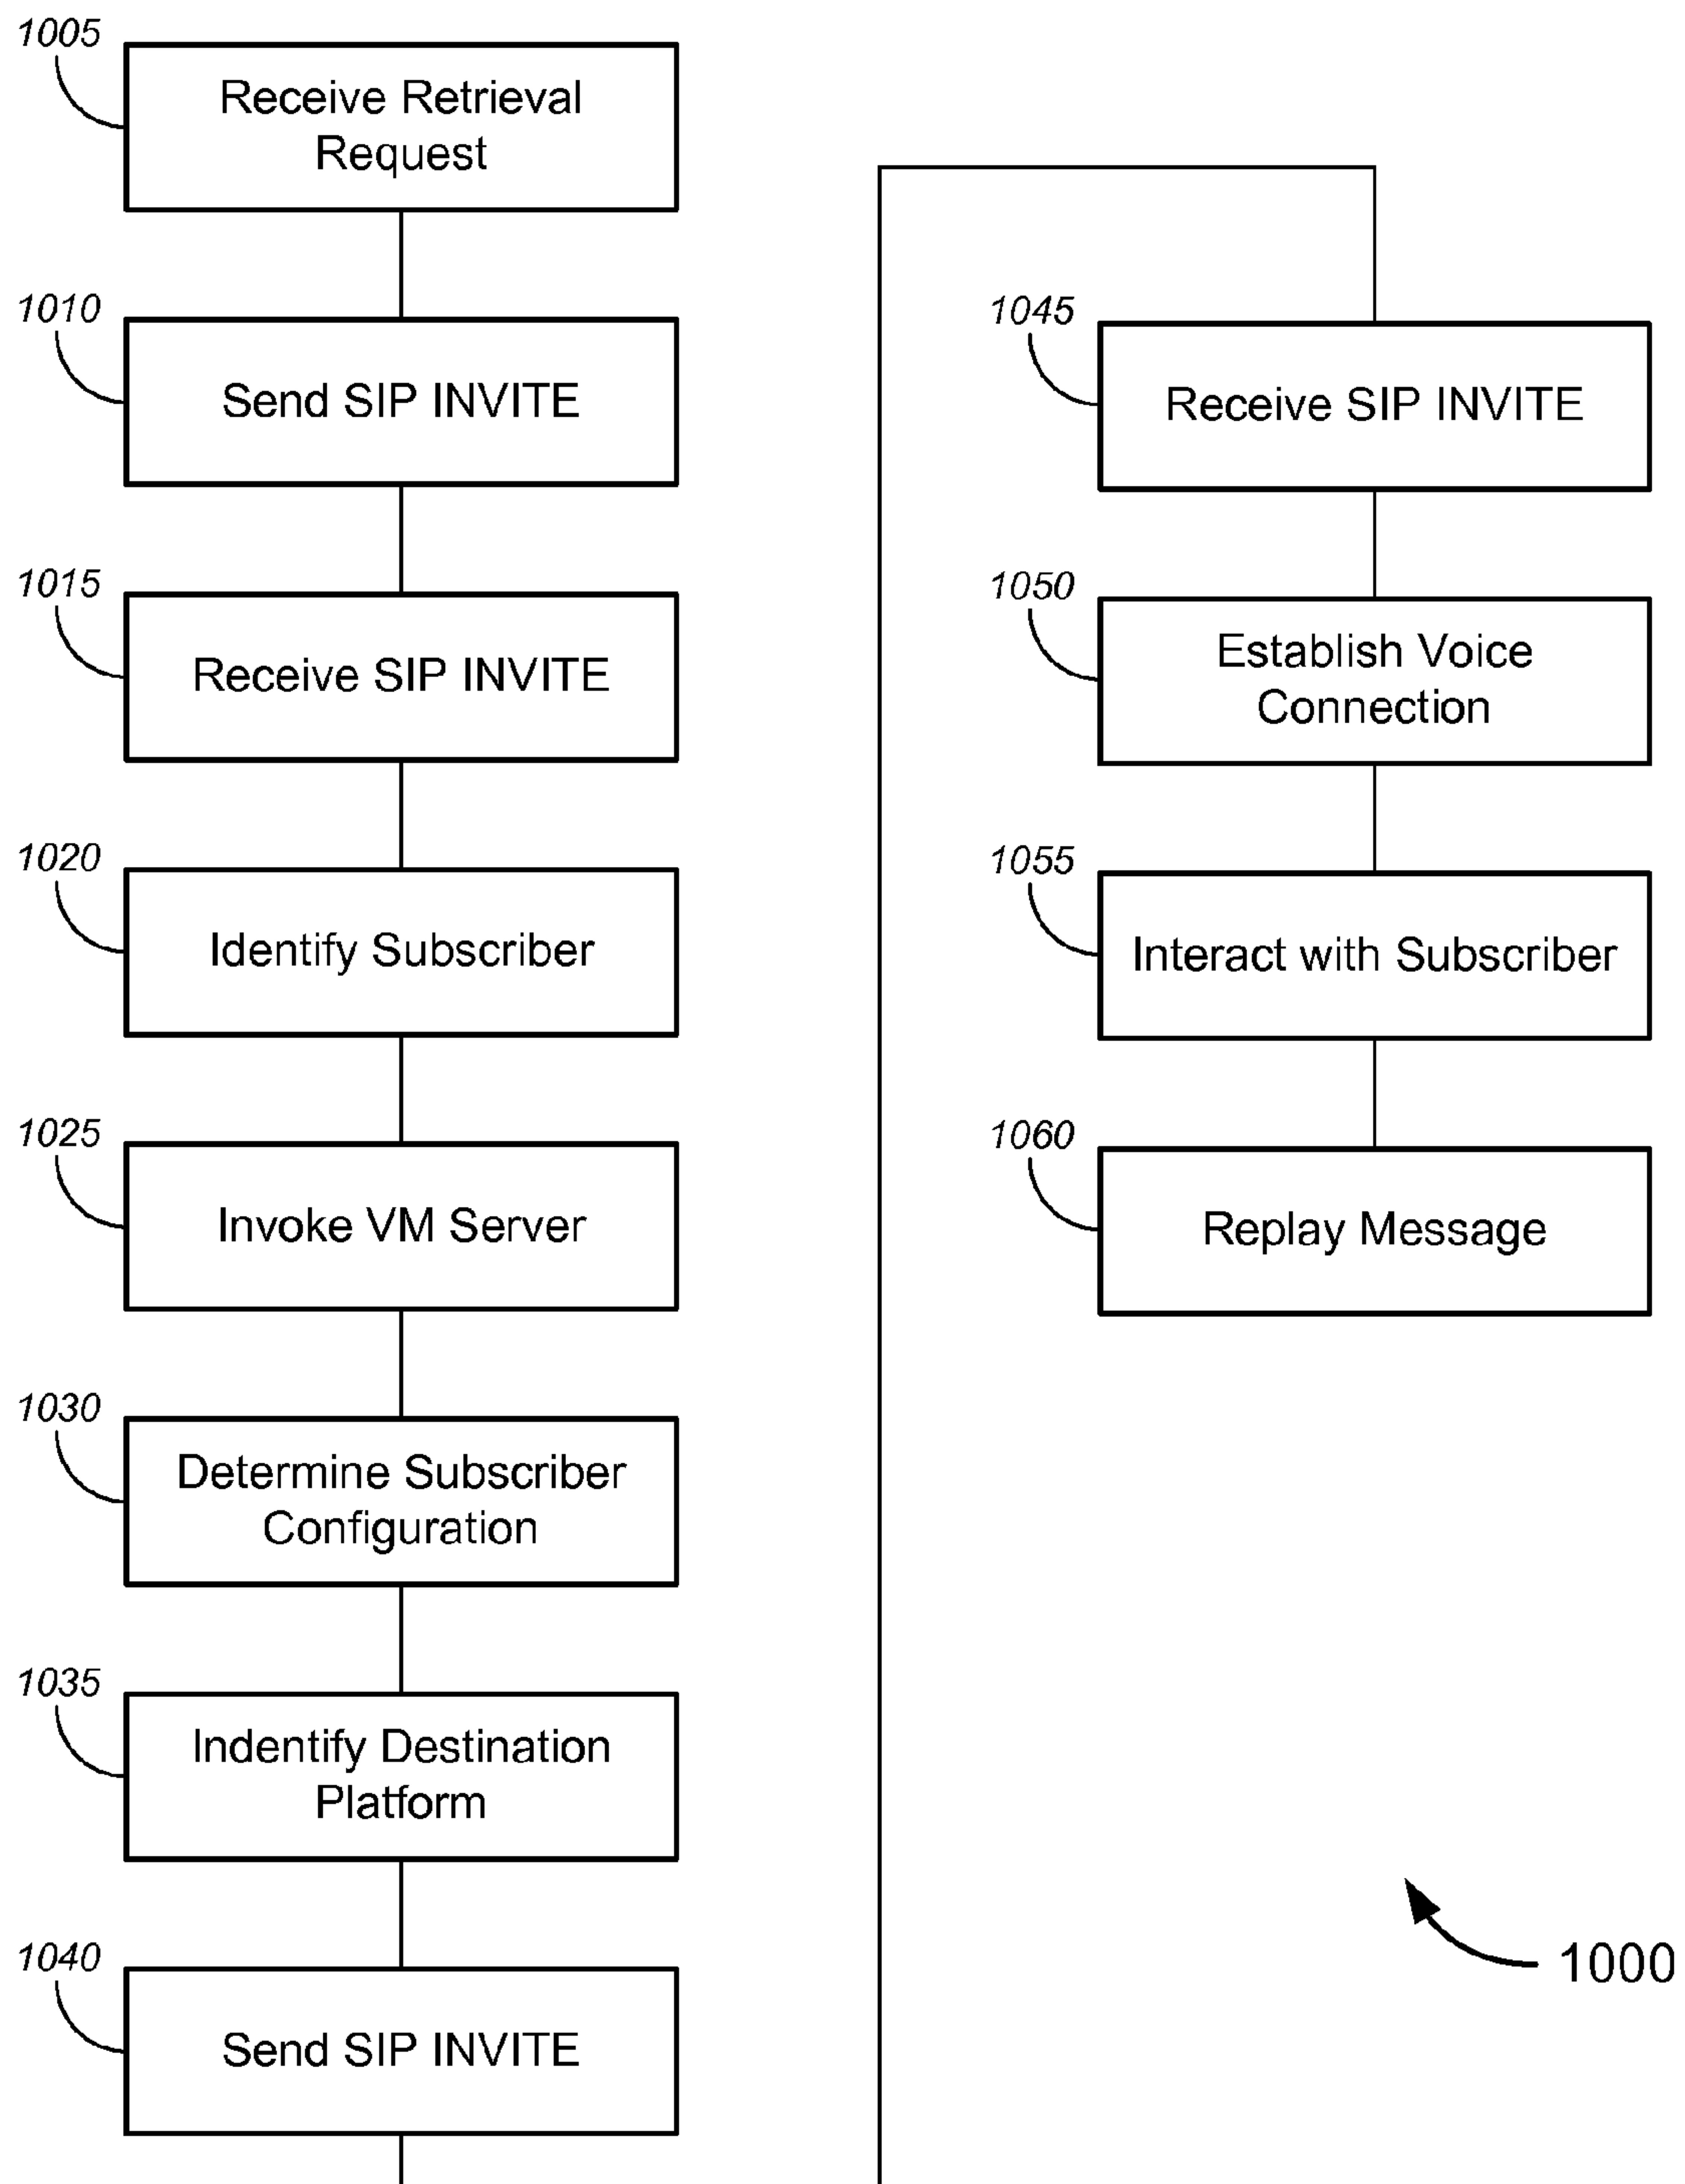 1005
Receive Retrieval
Request
1010
Send SIP INVITE
1015
Receive SIP INVITE
1020
Identify Subscriber
1025
Invoke VM Server
1030
Determine Subscriber
Configuration
1035
Indentify Destination
Platform
1040
Send SIP INVITE
1045
Receive SIP INVITE
1050
Establish Voice
Connection
1055
Interact with Subscriber
1060
Replay Message
1000